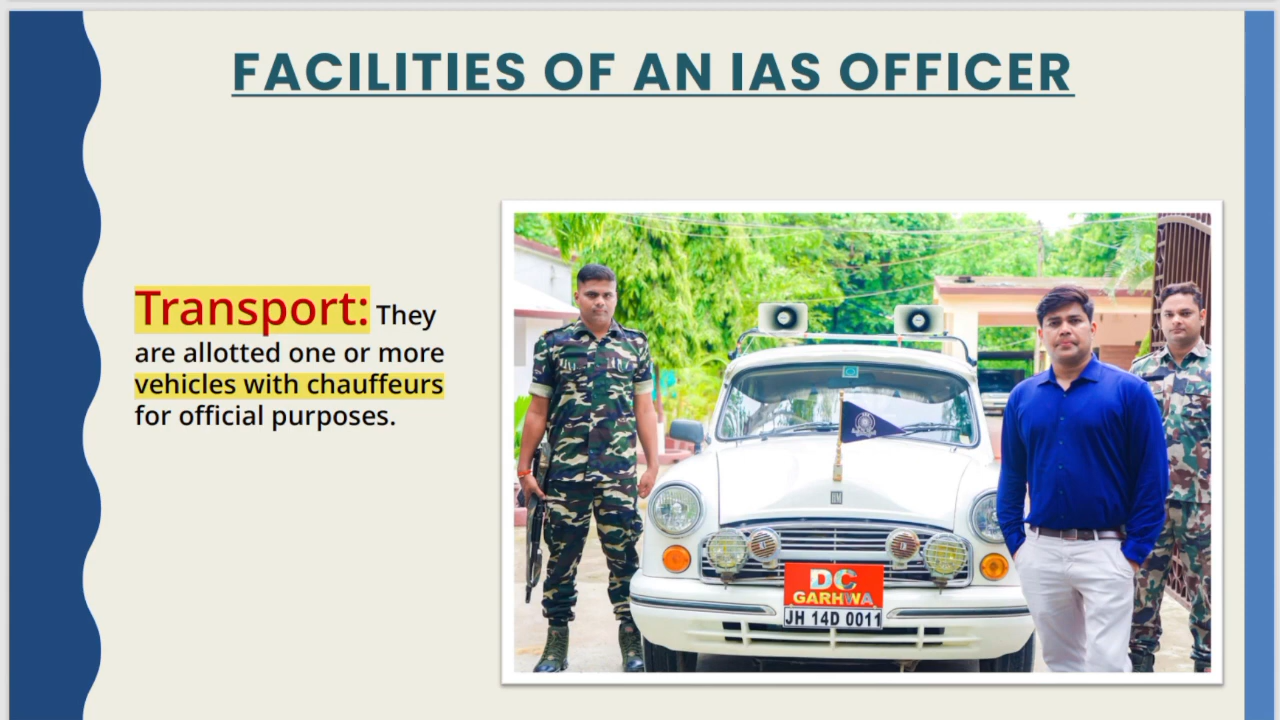 FACILITIES OF AN IAS OFFICER
Transport: They
are allotted one or more
vehicles with chauffeurs
for official purposes.
DC
GARHWA
JH 14D 0011